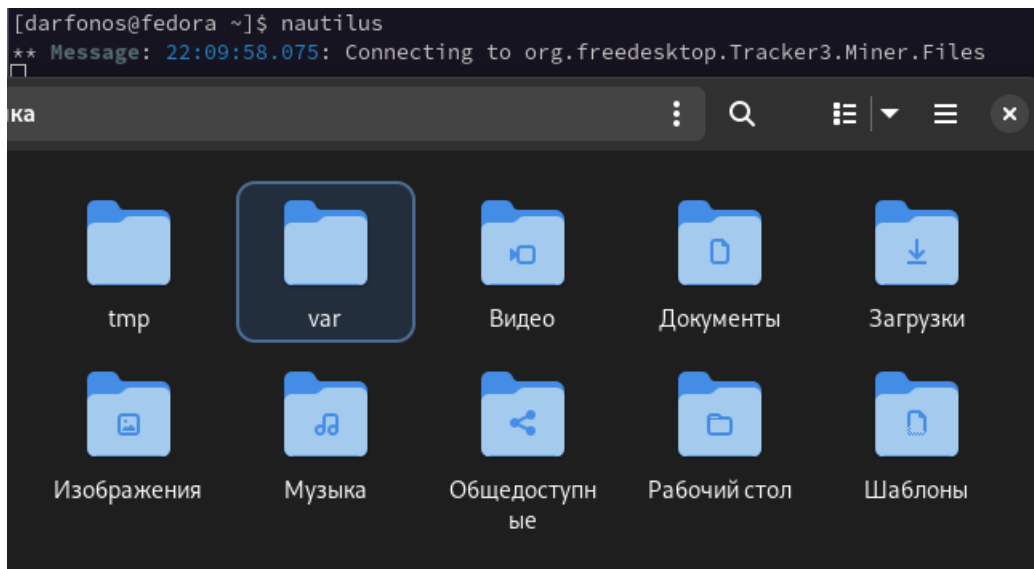 [darfonos@fedora ~]$ nautilus
** Message: 22:09:58.075: Connecting to org.freedesktop.Tracker3.Miner.Files
ка
tmp
var
Видео
Документы
Загрузки
Изображения
Музыка
Общедоступн
ые
Рабочий стол
Шаблоны